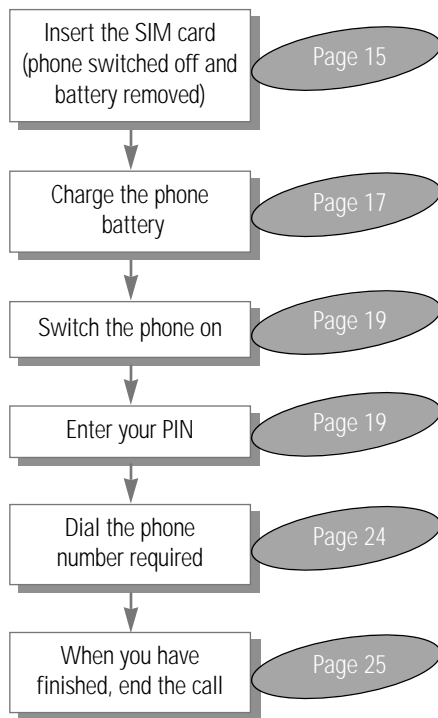 Insert the SIM card
(phone switched off and
battery removed)
Page 15
Charge the phone
battery
Page 17
Switch the phone on
Page 19
Enter your PIN
Page 19
Dial the phone
number required
Page 24
When you have
finished, end the call
Page 25